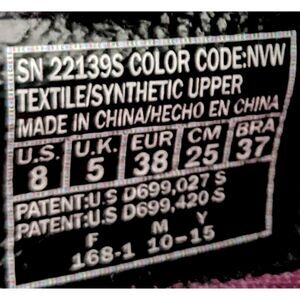 SN 22139S COLOR CODE:NVW
TEXTILE/SYNTHETIC UPPER
MADE IN CHINA/HECHO EN CHINA
U.S. U.K. EUR CM BRA
8 5 38 25 37
PATENT:U.S D699,027 S
PATENT:U.S D699,420 S
F M Y
168-1 10-15